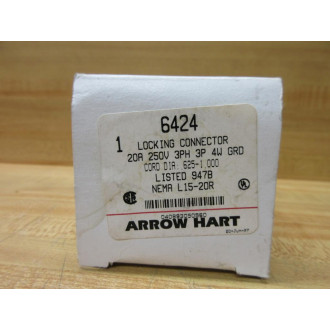 6424
1 LOCKING CONNECTOR
20A 250V 3PH 3P 4W GRD
CORD DIA .625-1.000
LISTED 947B
NEMA L15-20R
ARROW HART